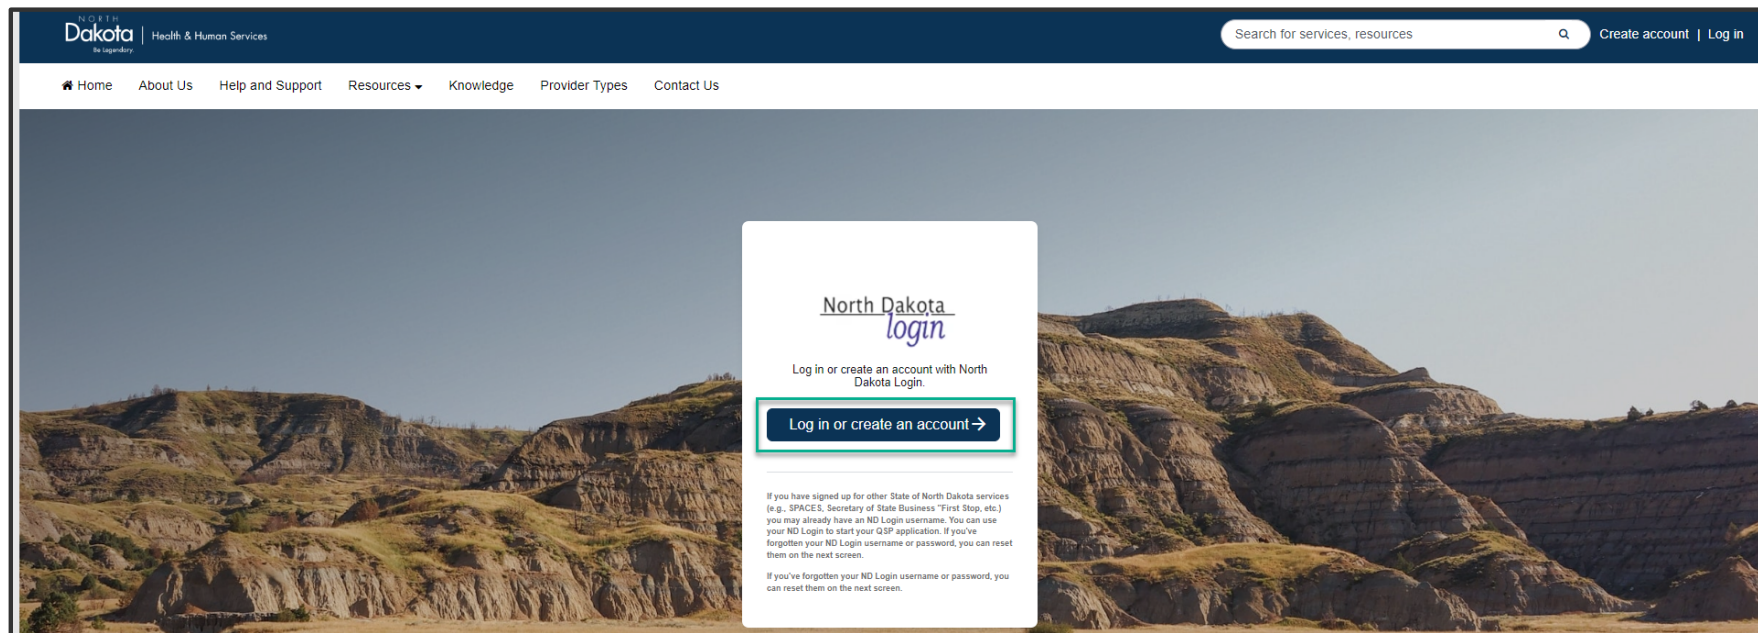 NORTH
Dakota | Health & Human Services
Be Legendary.
Search for services, resources
Create account | Log in
Home About Us Help and Support Resources Knowledge Provider Types Contact Us
North Dakota
login
Log in or create an account with North
Dakota Login.
Log in or create an account→
If you have signed up for other State of North Dakota services
(e.g., SPACES, Secretary of State Business "First Stop, etc.)
you may already have an ND Login username. You can use
your ND Login to start your QSP application. If you've
forgotten your ND Login username or password, you can reset
them on the next screen.
If you've forgotten your ND Login username or password, you
can reset them on the next screen.